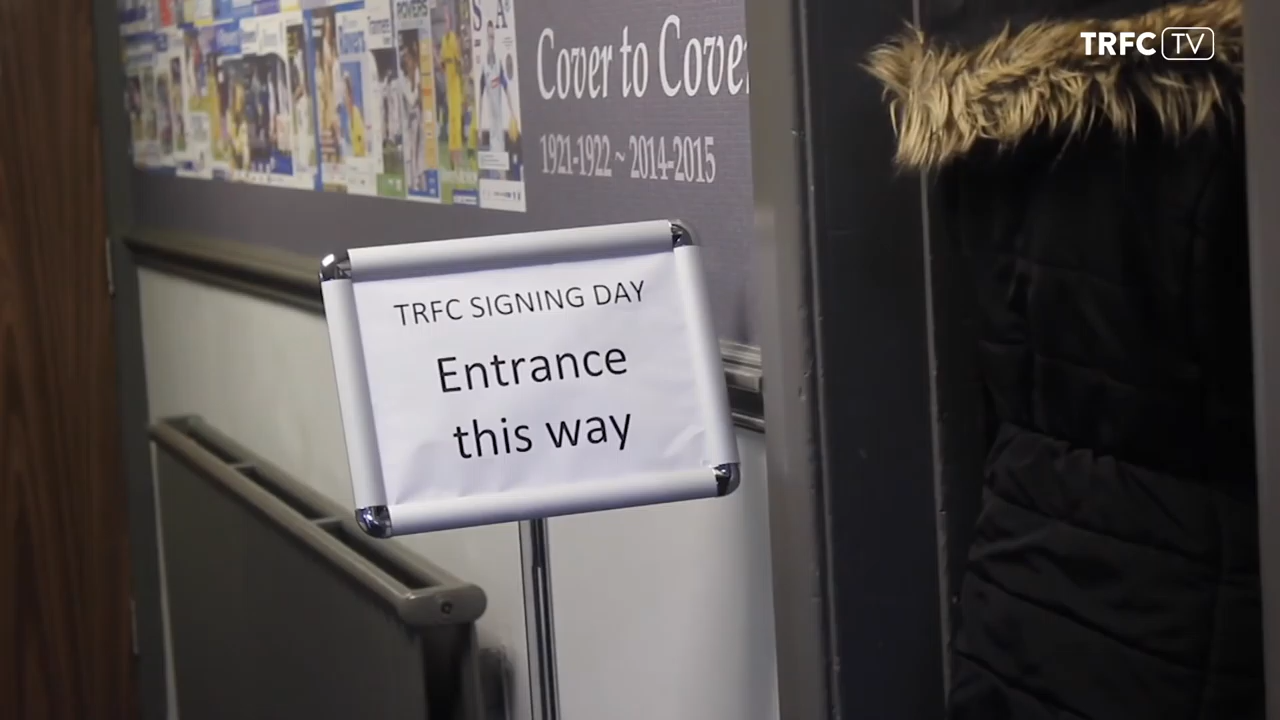 TRFC TV
Cover to Cove
1921-1922 ~ 2014-2015
TRFC SIGNING DAY
Entrance
this way